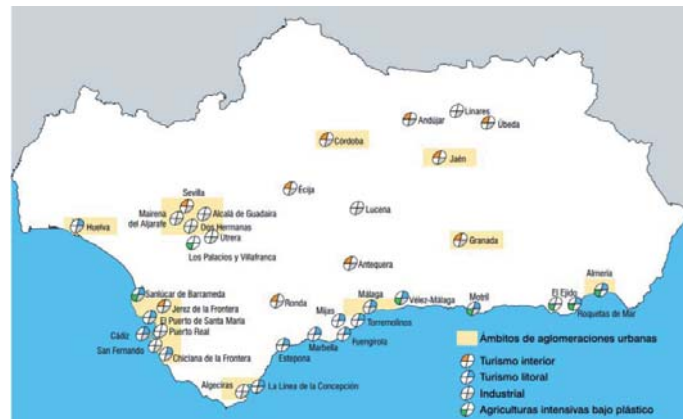 Linares
Andújar
Úbeda
Córdoba
Jaén
Sevilla
Écija
Mairena
del Aljarafe
Alcalá de Guadaira
Lucena
Huelva
Dos Hermanas
Utrera
Los Palacios y Villafranca
Granada
Antequera
Almería
Sanlúcar de Barrameda
Jerez de la Frontera
Ronda
Málaga
Vélez-Málaga
Motril
El Ejido
Roquetas de Mar
Mijas
El Puerto de Santa María
Torremolinos
Cádiz
Puerto Real
Fuengirola
San Fernando
Marbella
Chiciana de la Frontera
Estepona
Algeciras
La Línea de la Concepción
Ámbitos de aglomeraciones urbanas
Turismo interior
Turismo litoral
Industrial
Agriculturas intensivas bajo plástico